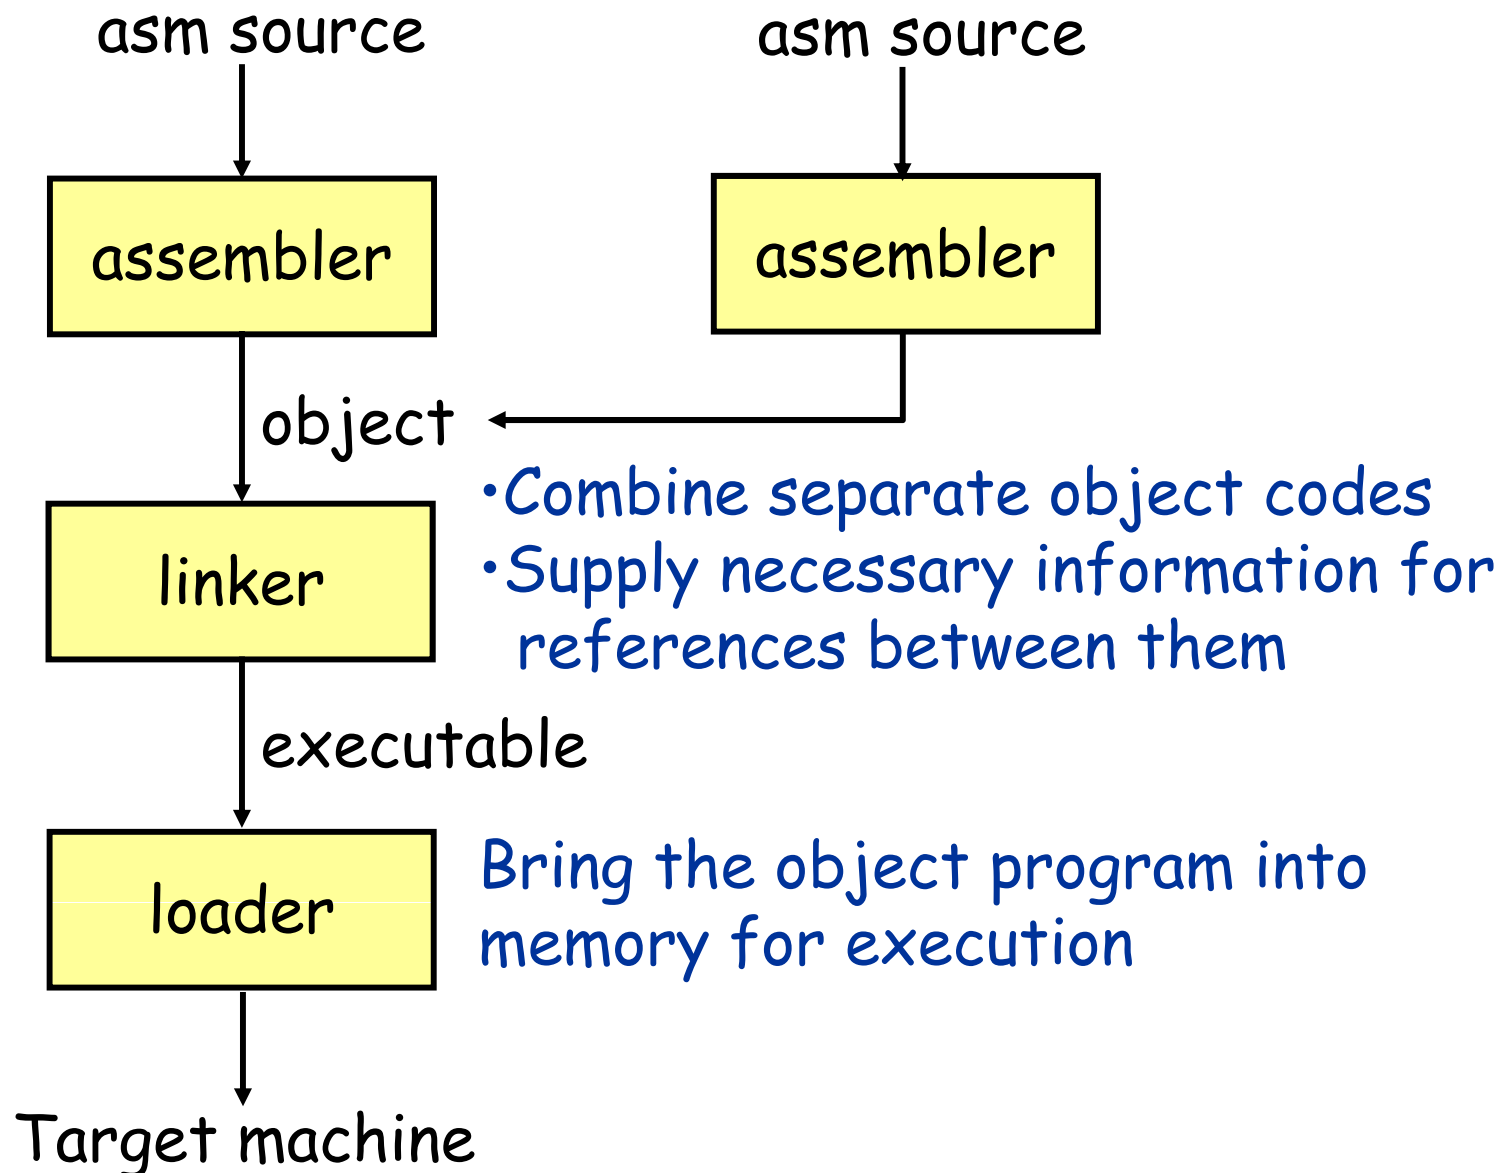 asm source
asm source
assembler
assembler
object
linker
•Combine separate object codes
•Supply necessary information for
references between them
executable
loader
Bring the object program into
memory for execution
Target machine